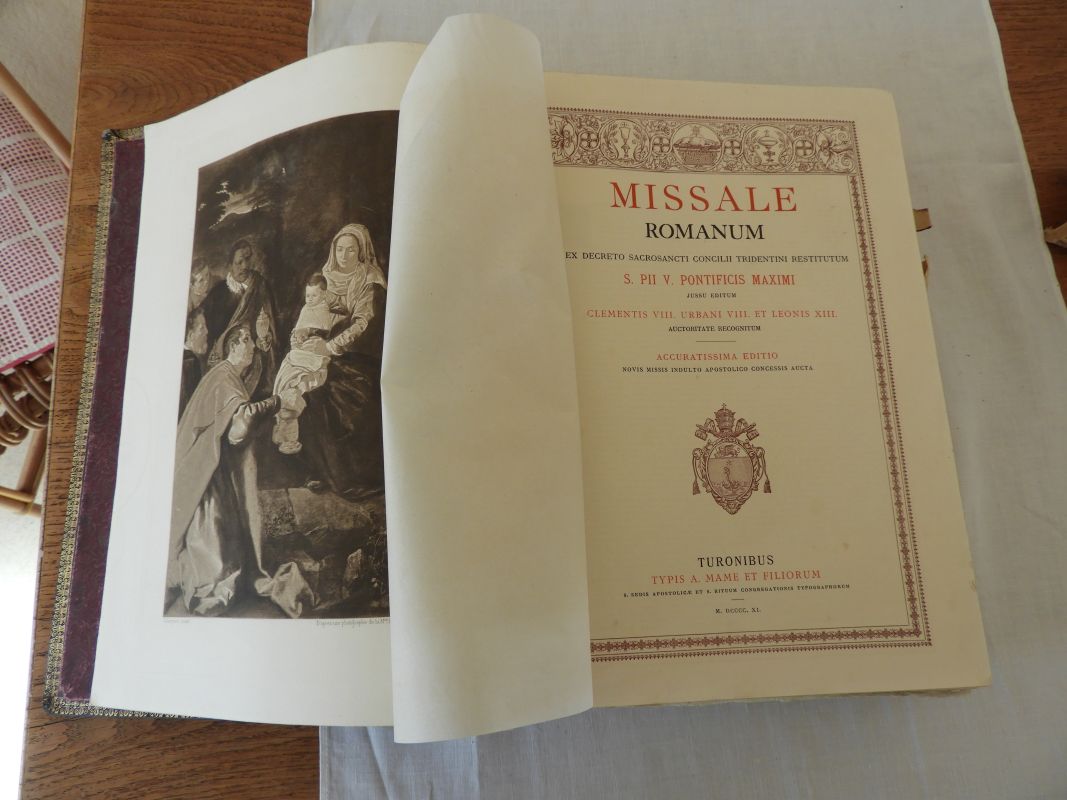 MISSALE
ROMANUM
EX DECRETO SACROSANCTI CONCILII TRIDENTINI RESTITUTUM
S. PII V. PONTIFICIS MAXIMI
JUSSU EDITUM
CLEMENTIS VIII. URBANI VIII. ET LEONIS XIII.
AUCTORITATE RECOGNITUM
ACCURATISSIMA EDITIO
NOVIS MISSIS INDULTO APOSTOLICO CONCESSIS AUCTA
TURONIBUS
TYPIS A. MAME ET FILIORUM
S. SEDIS APOSTOLICÆ ET S. RITUUM CONGREGATIONIS TYPOGRAPHORUM
M. DCCCC. XI.